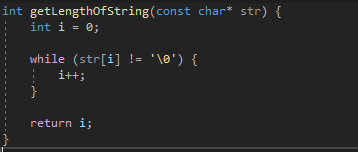 int getLengthOfString(const char* str) {
    int i = 0;

    while (str[i] != '\0') {
        i++;
    }

    return i;
}